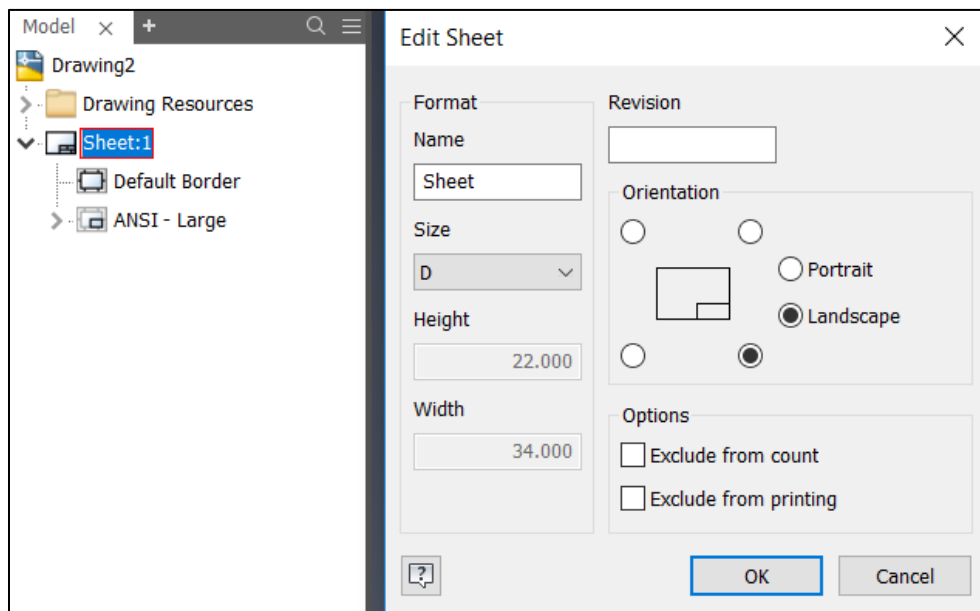 Model
Drawing2
Drawing Resources
Sheet:1
Default Border
ANSI - Large
Edit Sheet
Format
Name
Sheet
Size
D
Height
22.000
Width
34.000
Revision
Orientation
Portrait
Landscape
Options
Exclude from count
Exclude from printing
?
OK
Cancel